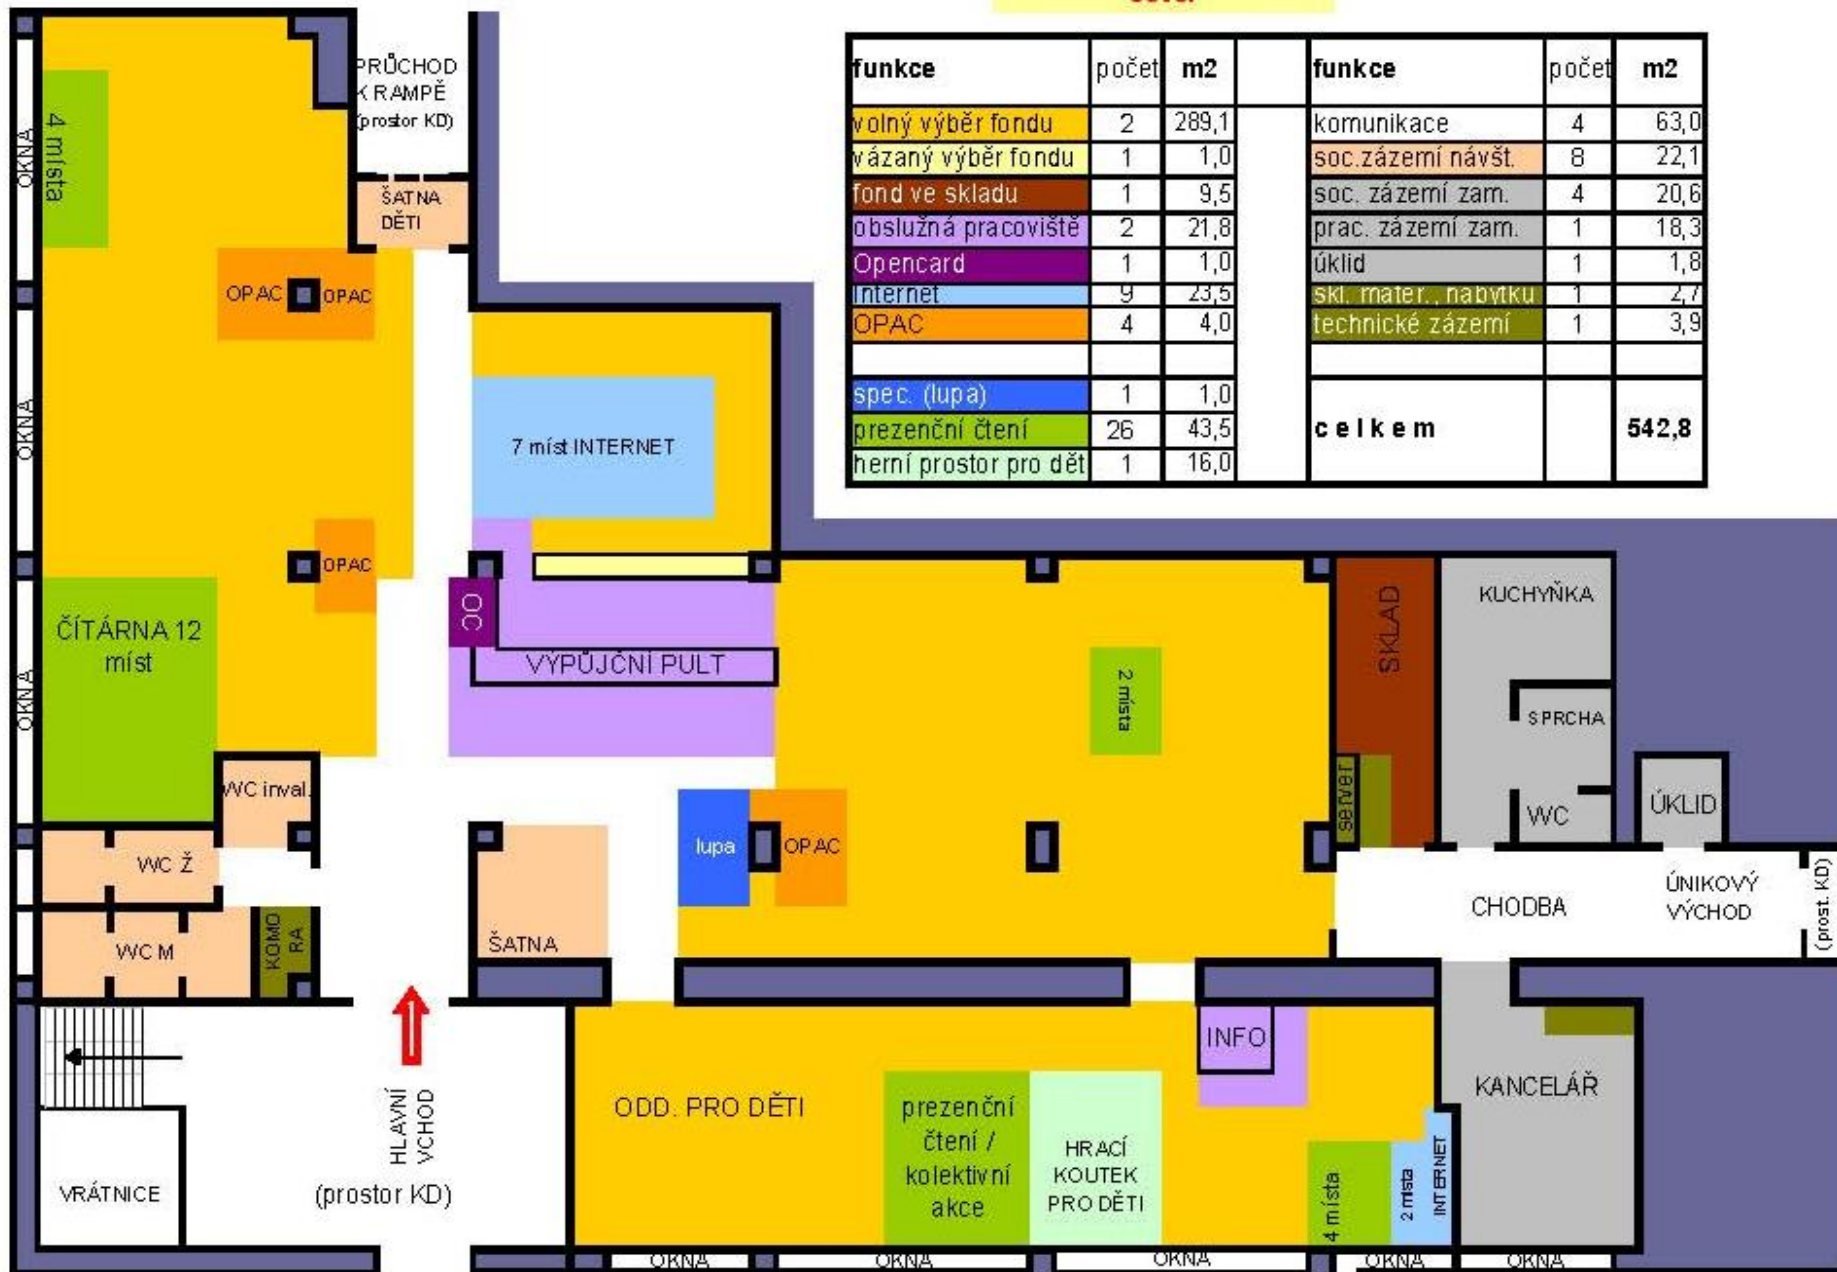 funkce počet m2 funkce počet m2
volný výběr fondu 2 289,1 komunikace 4 63,0
vázaný výběr fondu 1 1,0 soc.zázemí návšt. 8 22,1
fond ve skladu 1 9,5 soc. zázemí zam. 4 20,6
obslužná pracoviště 2 21,8 prac. zázemí zam. 1 18,3
Opencard 1 1,0 úklid 1 1,8
Internet 9 23,5 skl. mater., nábytku 1 2,7
OPAC 4 4,0 technické zázemí 1 3,9
spec. (lupa) 1 1,0
prezenční čtení 26 43,5 celkem 542,8
herní prostor pro dět 1 16,0
PRŮCHOD
K RAMPĚ
(prostor KD)
OKNA
4 místa
ŠATNA
DĚTI
OPAC OPAC
OKNA
7 míst INTERNET
OPAC
OC
ČÍTÁRNA 12
míst
OKNA
VÝPŮJČNÍ PULT
2 místa
SKLAD
KUCHYŇKA
SPRCHA
WC
ÚKLID
server
WC inval.
lupa
OPAC
WC Ž
WC M
KOMO
RA
ŠATNA
CHODBA
ÚNIKOVÝ
VÝCHOD
(prost. KD)
INFO
HLAVNÍ
VCHOD
(prostor KD)
VRÁTNICE
ODD. PRO DĚTI
prezenční
čtení /
kolektivní
akce
HRACÍ
KOUTEK
PRO DĚTI
4 místa
2 místa
INTERNET
KANCELÁŘ
OKNA
OKNA
OKNA
OKNA
OKNA